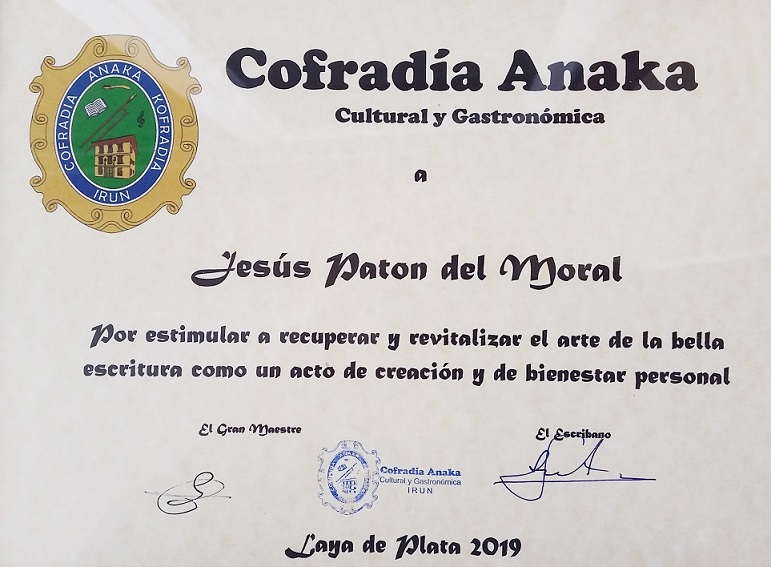 Cofradía Anaka
Cultural y Gastronómica
COFRADIA ANAKA KOFRADIA
IRUN
a
Jesús Paton del Moral
Por estimular a recuperar y revitalizar el arte de la bella
escritura como un acto de creación y de bienestar personal
El Gran Maestre
El Escribano
Cofradía Anaka
Cultural y Gastronómica
IRUN
Laya de Plata 2019